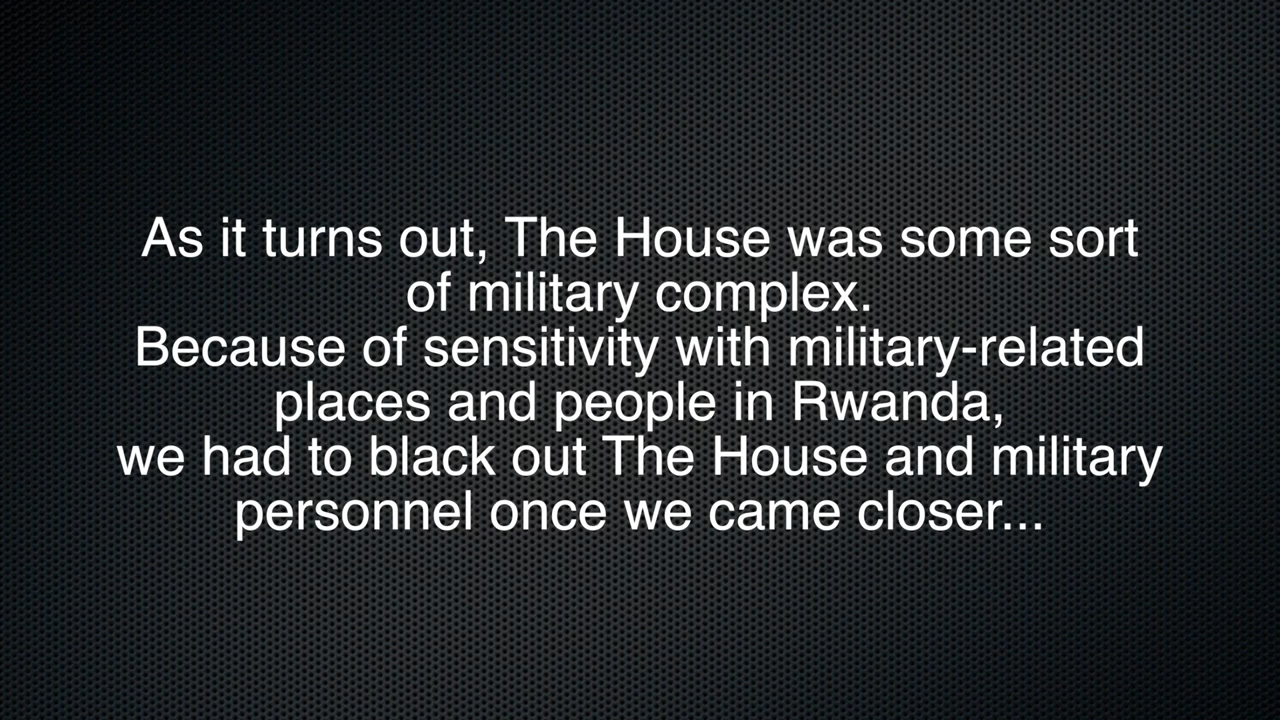 As it turns out, The House was some sort
of military complex.
Because of sensitivity with military-related
places and people in Rwanda,
we had to black out The House and military
personnel once we came closer...